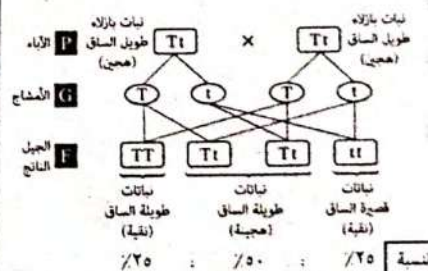 نبات بازلاء
طويل الساق
(هجين)
Tt
×
نبات بازلاء
طويل الساق
(هجين)
Tt
P الآباء
T t T t
G الأمشاج
TT Tt Tt tt
F الجيل
الناتج
نباتات
قصيرة الساق
(نقية)
نباتات
طويلة الساق
(هجينة)
نباتات
طويلة الساق
(نقية)
٪٢٥ : ٪٥٠ : ٪٢٥
نسبة